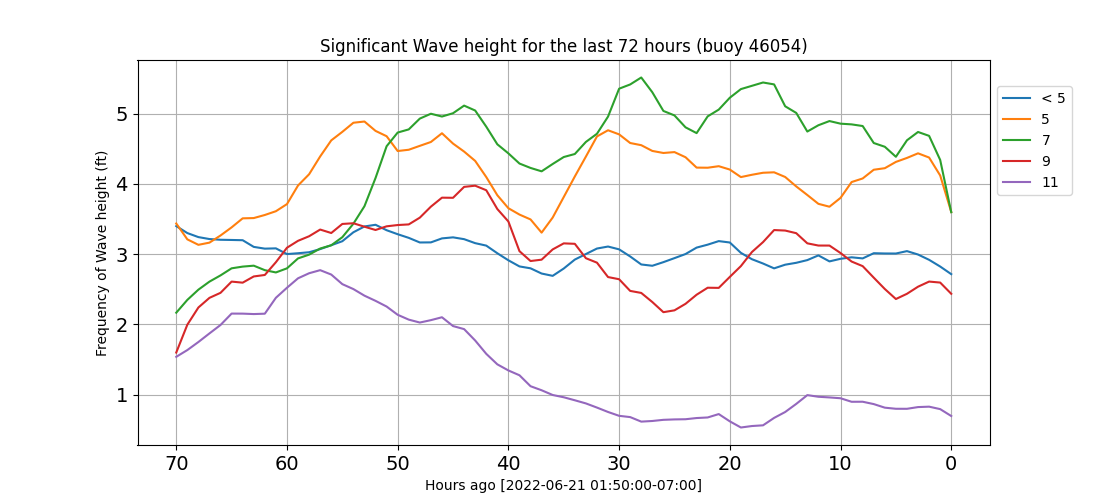 Significant Wave height for the last 72 hours (buoy 46054)
Frequency of Wave height (ft)
5
4
3
2
1
70 60 50 40 30 20 10 0
Hours ago [2022-06-21 01:50:00-07:00]
< 5
5
7
9
11